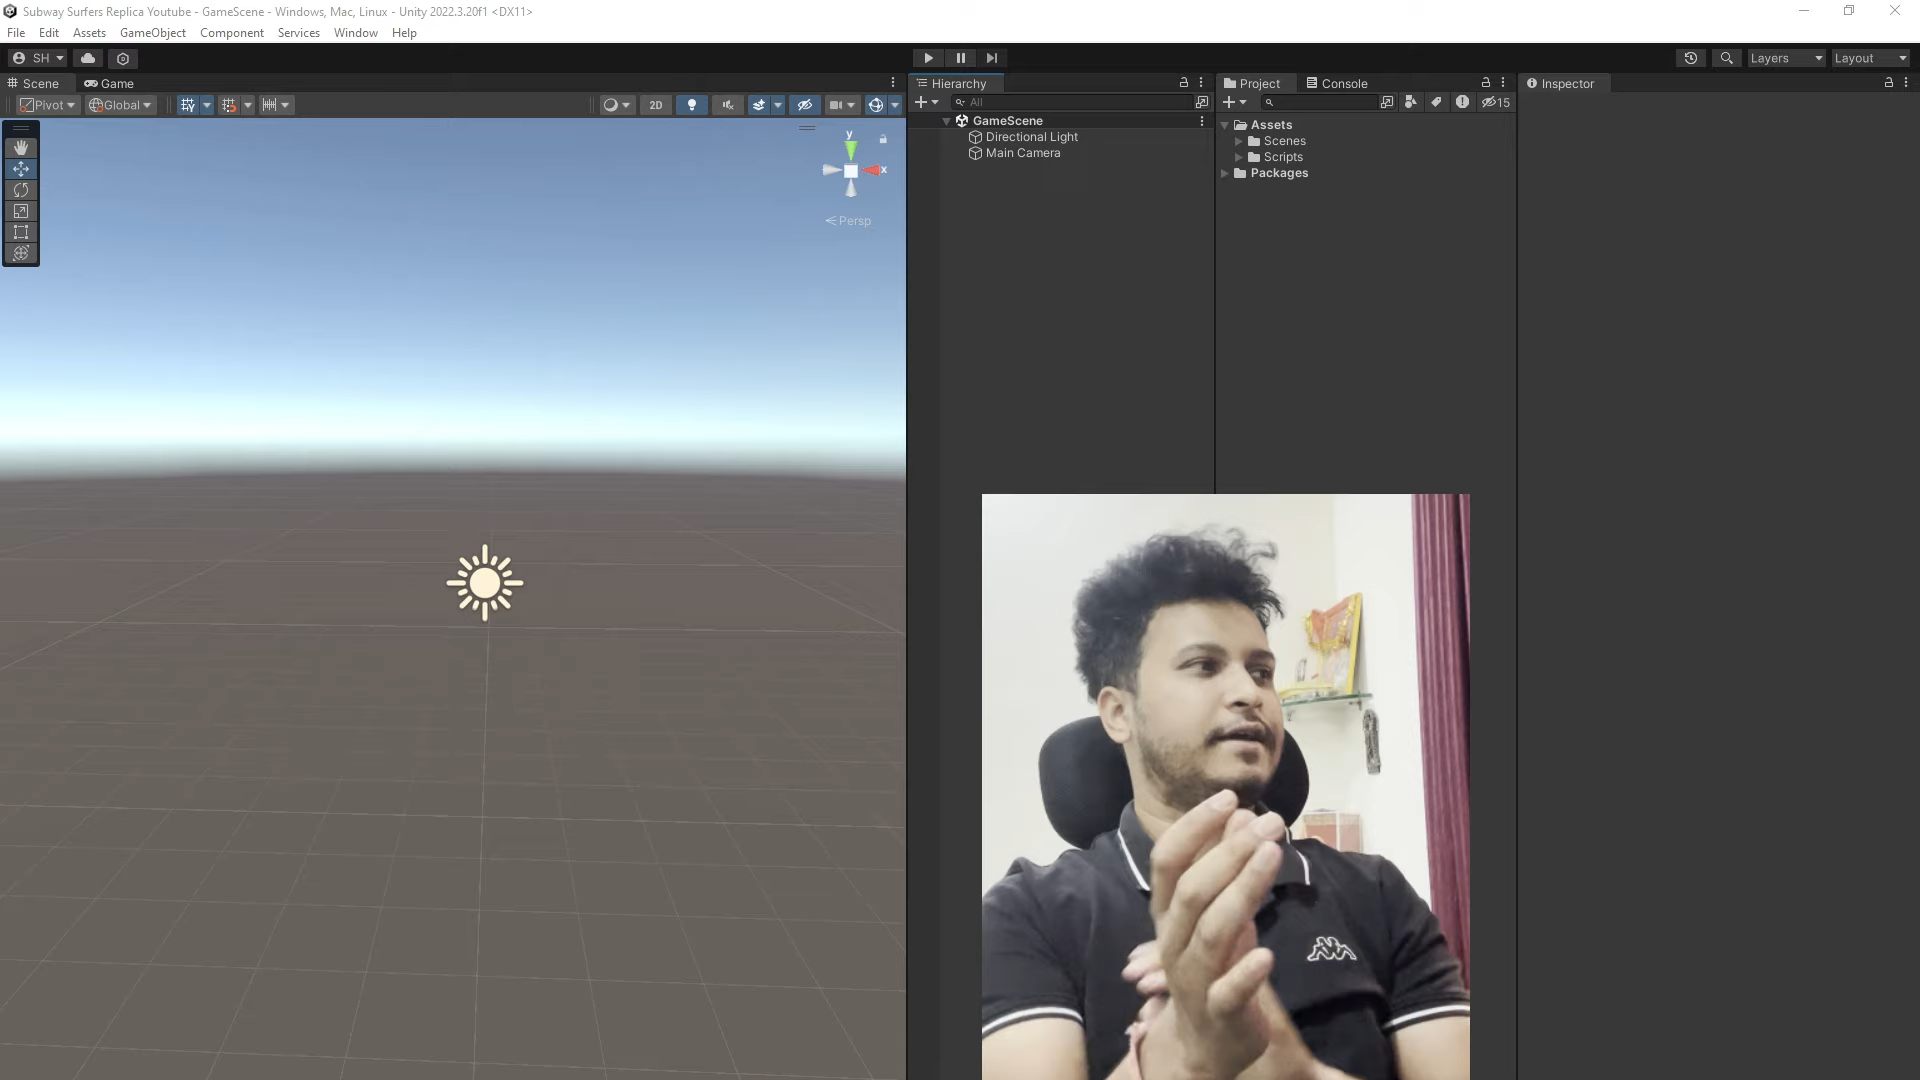 Subway Surfers Replica Youtube - GameScene - Windows, Mac, Linux - Unity 2022.3.20f1 <DX11>
File Edit Assets GameObject Component Services Window Help
SH Layers Layout
Scene Game Hierarchy Project Console Inspector
Pivot Global 2D All 15
GameScene
Directional Light
Main Camera
Assets
Scenes
Scripts
Packages
y
x
Persp